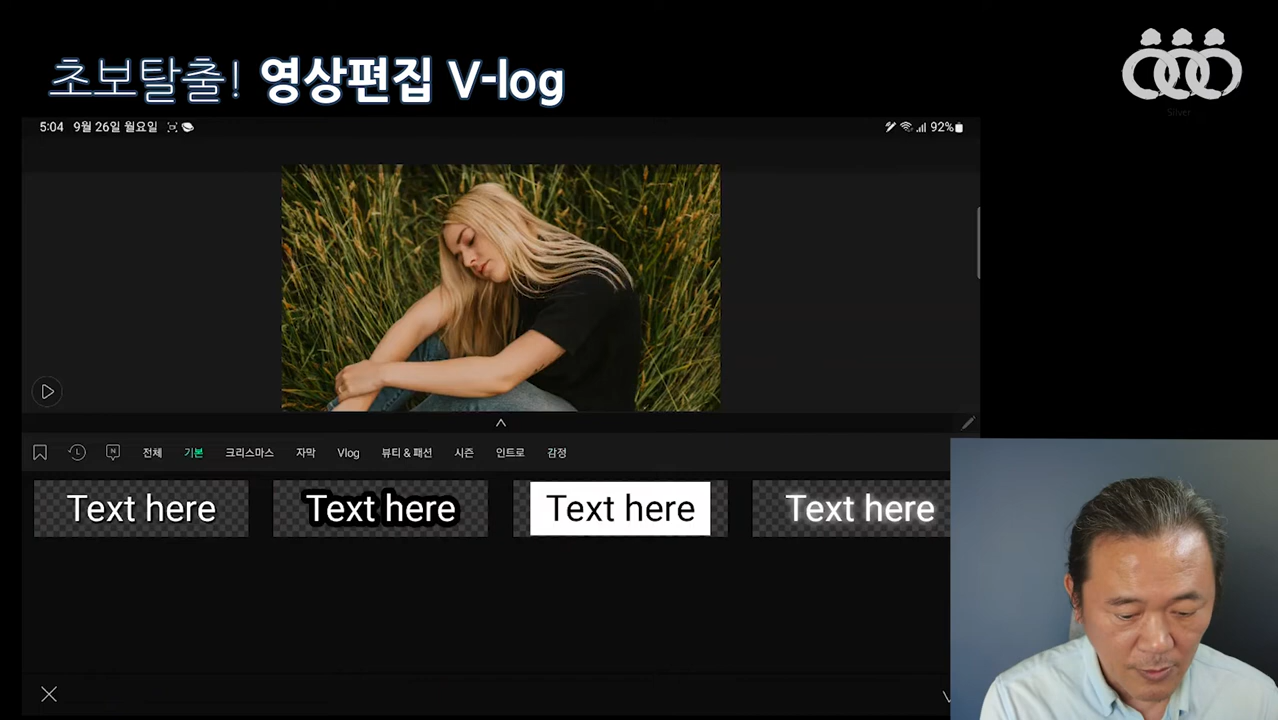 초보탈출! 영상편집 V-log
Silver
5:04 9월 26일 월요일 92%
전체 기본 크리스마스 자막 Vlog 뷰티 & 패션 시즌 인트로 감정
Text here Text here Text here Text here